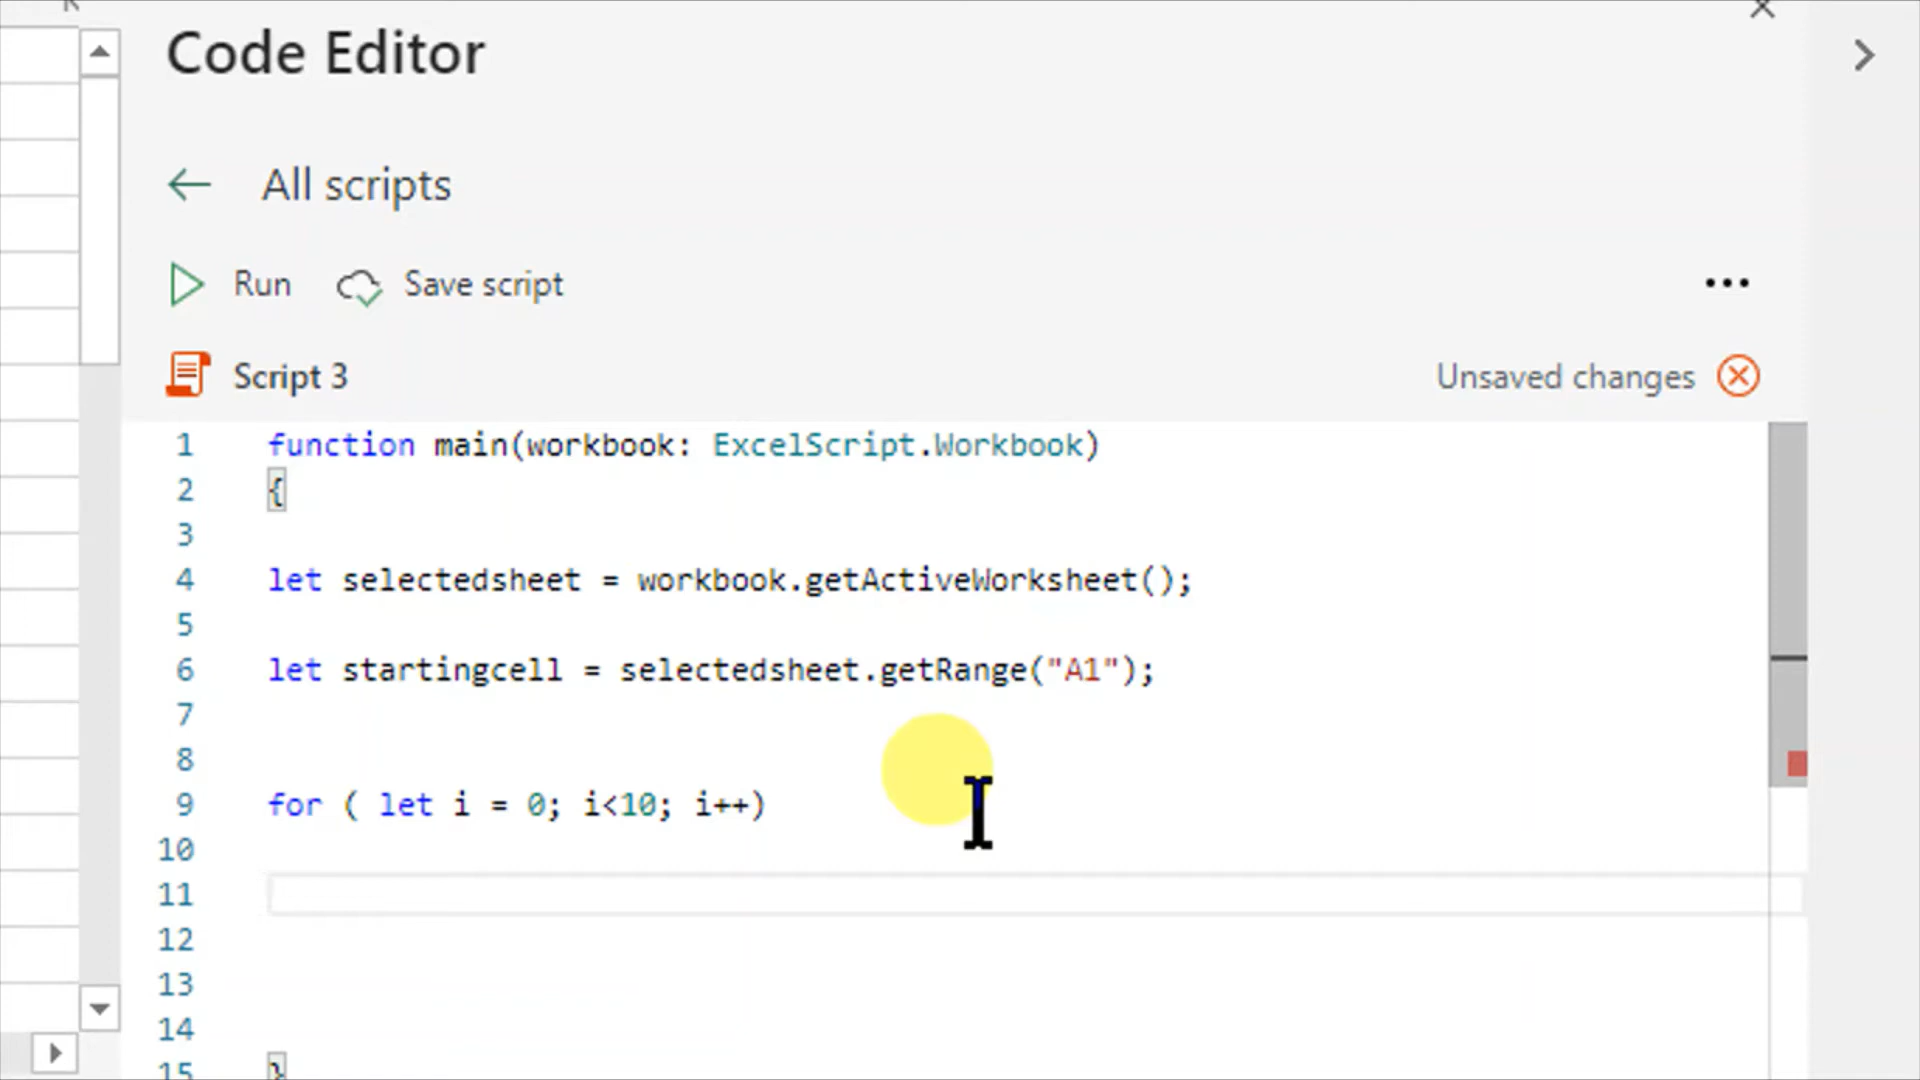 Code Editor
All scripts
Run Save script
Script 3 Unsaved changes
1 function main(workbook: ExcelScript.Workbook)
2 {
3
4 let selectedsheet = workbook.getActiveWorksheet();
5
6 let startingcell = selectedsheet.getRange("A1");
7
8
9 for ( let i = 0; i<10; i++)
10
11
12
13
14
15 }